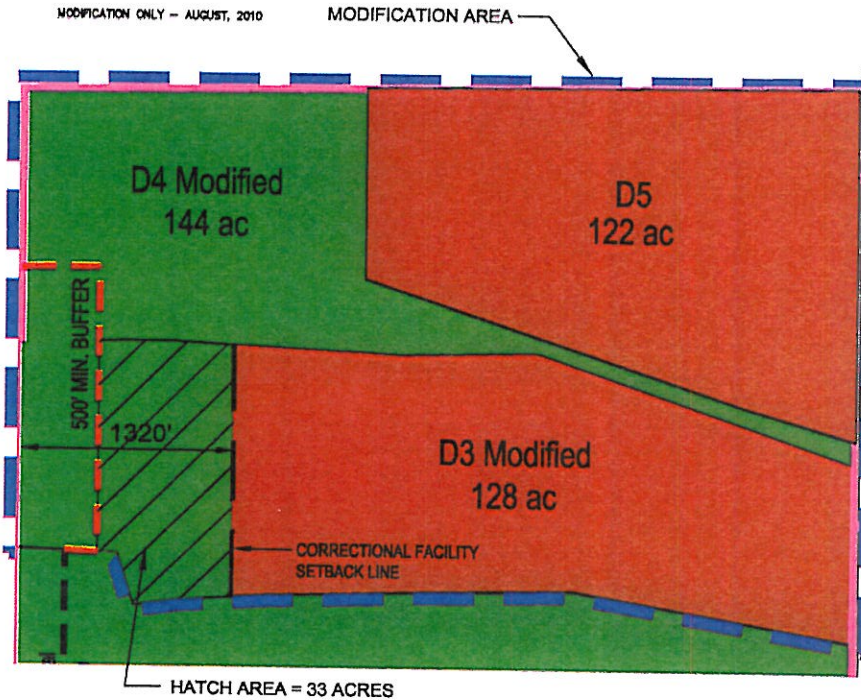 MODIFICATION ONLY – AUGUST, 2010
MODIFICATION AREA
D4 Modified
144 ac
D5
122 ac
500' MIN. BUFFER
1320'
D3 Modified
128 ac
CORRECTIONAL FACILITY
SETBACK LINE
HATCH AREA = 33 ACRES